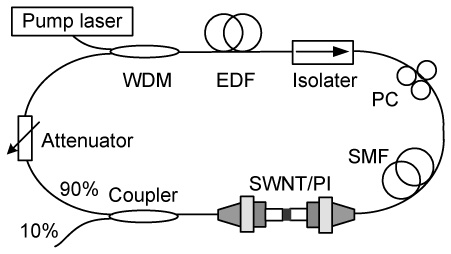 Pump laser
WDM
EDF
Isolater
PC
Attenuator
SMF
90%
Coupler
SWNT/PI
10%